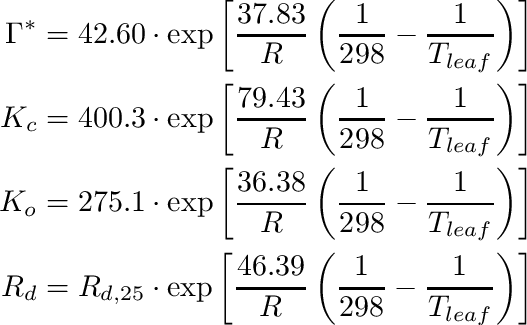 Γ* = 42.60 · exp [ 37.83/R ( 1/298 − 1/T_leaf ) ]
K_c = 400.3 · exp [ 79.43/R ( 1/298 − 1/T_leaf ) ]
K_o = 275.1 · exp [ 36.38/R ( 1/298 − 1/T_leaf ) ]
R_d = R_d,25 · exp [ 46.39/R ( 1/298 − 1/T_leaf ) ]